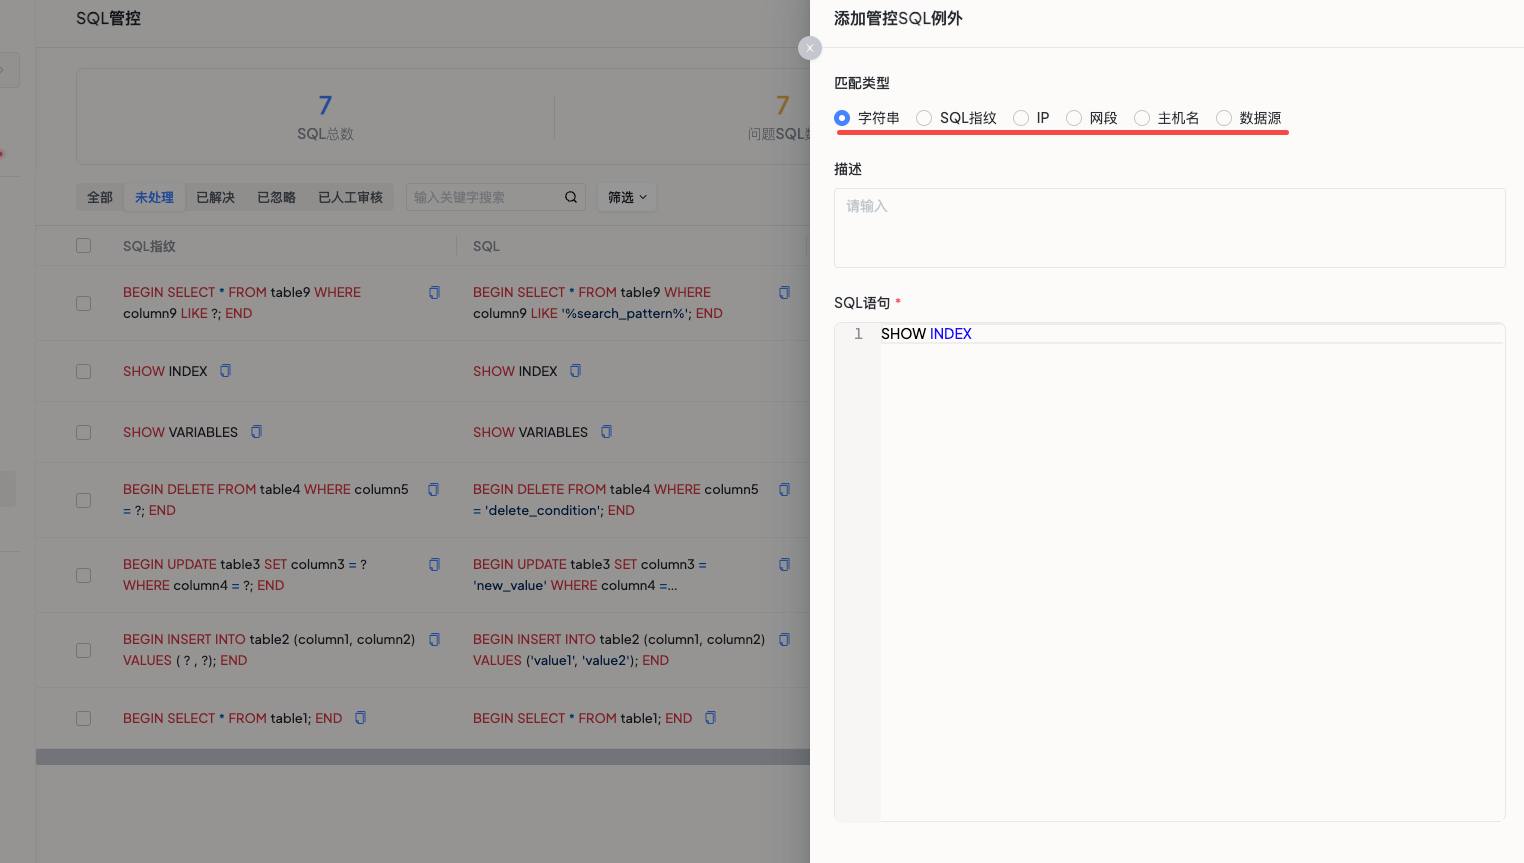 SQL管控
7
SQL总数
7
问题SQL
全部 未处理 已解决 已忽略 已人工审核 输入关键字搜索 筛选
SQL指纹 SQL
BEGIN SELECT * FROM table9 WHERE
column9 LIKE ?; END
BEGIN SELECT * FROM table9 WHERE
column9 LIKE '%search_pattern%'; END
SHOW INDEX
SHOW INDEX
SHOW VARIABLES
SHOW VARIABLES
BEGIN DELETE FROM table4 WHERE column5
= ?; END
BEGIN DELETE FROM table4 WHERE column5
= 'delete_condition'; END
BEGIN UPDATE table3 SET column3 = ?
WHERE column4 = ?; END
BEGIN UPDATE table3 SET column3 =
'new_value' WHERE column4 =...
BEGIN INSERT INTO table2 (column1, column2)
VALUES ( ? , ?); END
BEGIN INSERT INTO table2 (column1, column2)
VALUES ('value1', 'value2'); END
BEGIN SELECT * FROM table1; END
BEGIN SELECT * FROM table1; END
添加管控SQL例外
匹配类型
字符串 SQL指纹 IP 网段 主机名 数据源
描述
请输入
SQL语句 *
1 SHOW INDEX